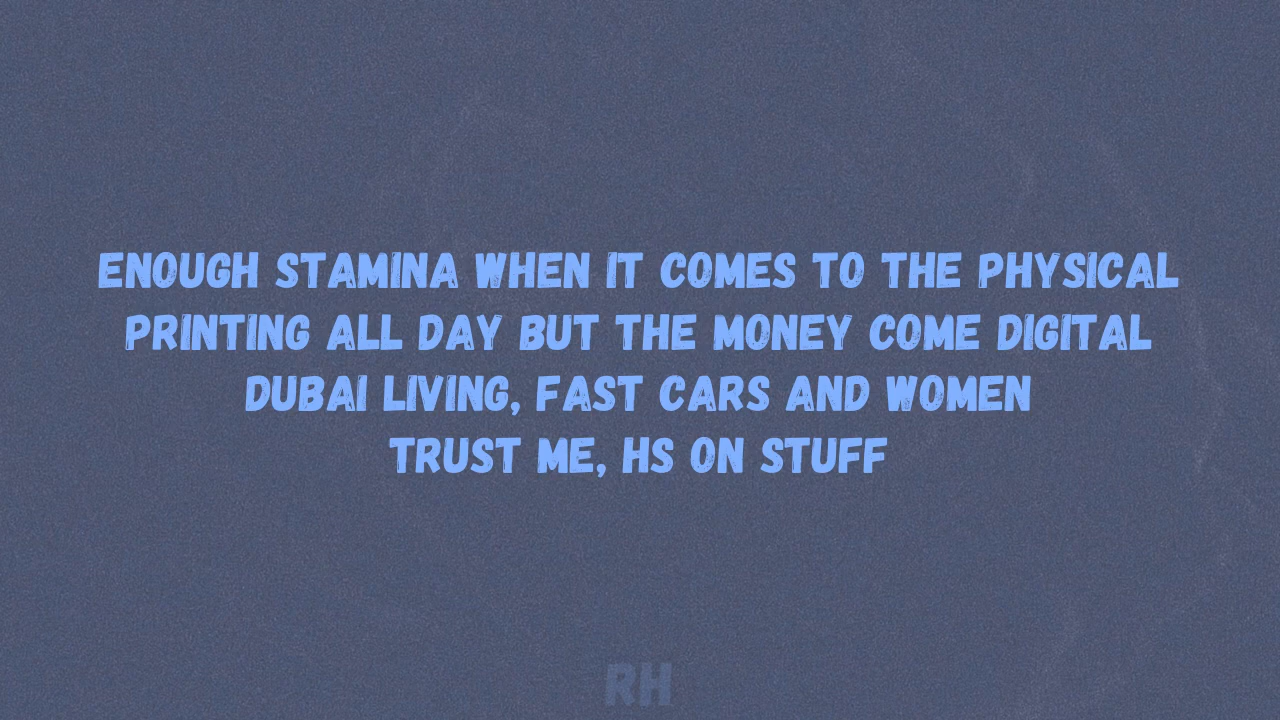 ENOUGH STAMINA WHEN IT COMES TO THE PHYSICAL
PRINTING ALL DAY BUT THE MONEY COME DIGITAL
DUBAI LIVING, FAST CARS AND WOMEN
TRUST ME, HS ON STUFF
RH